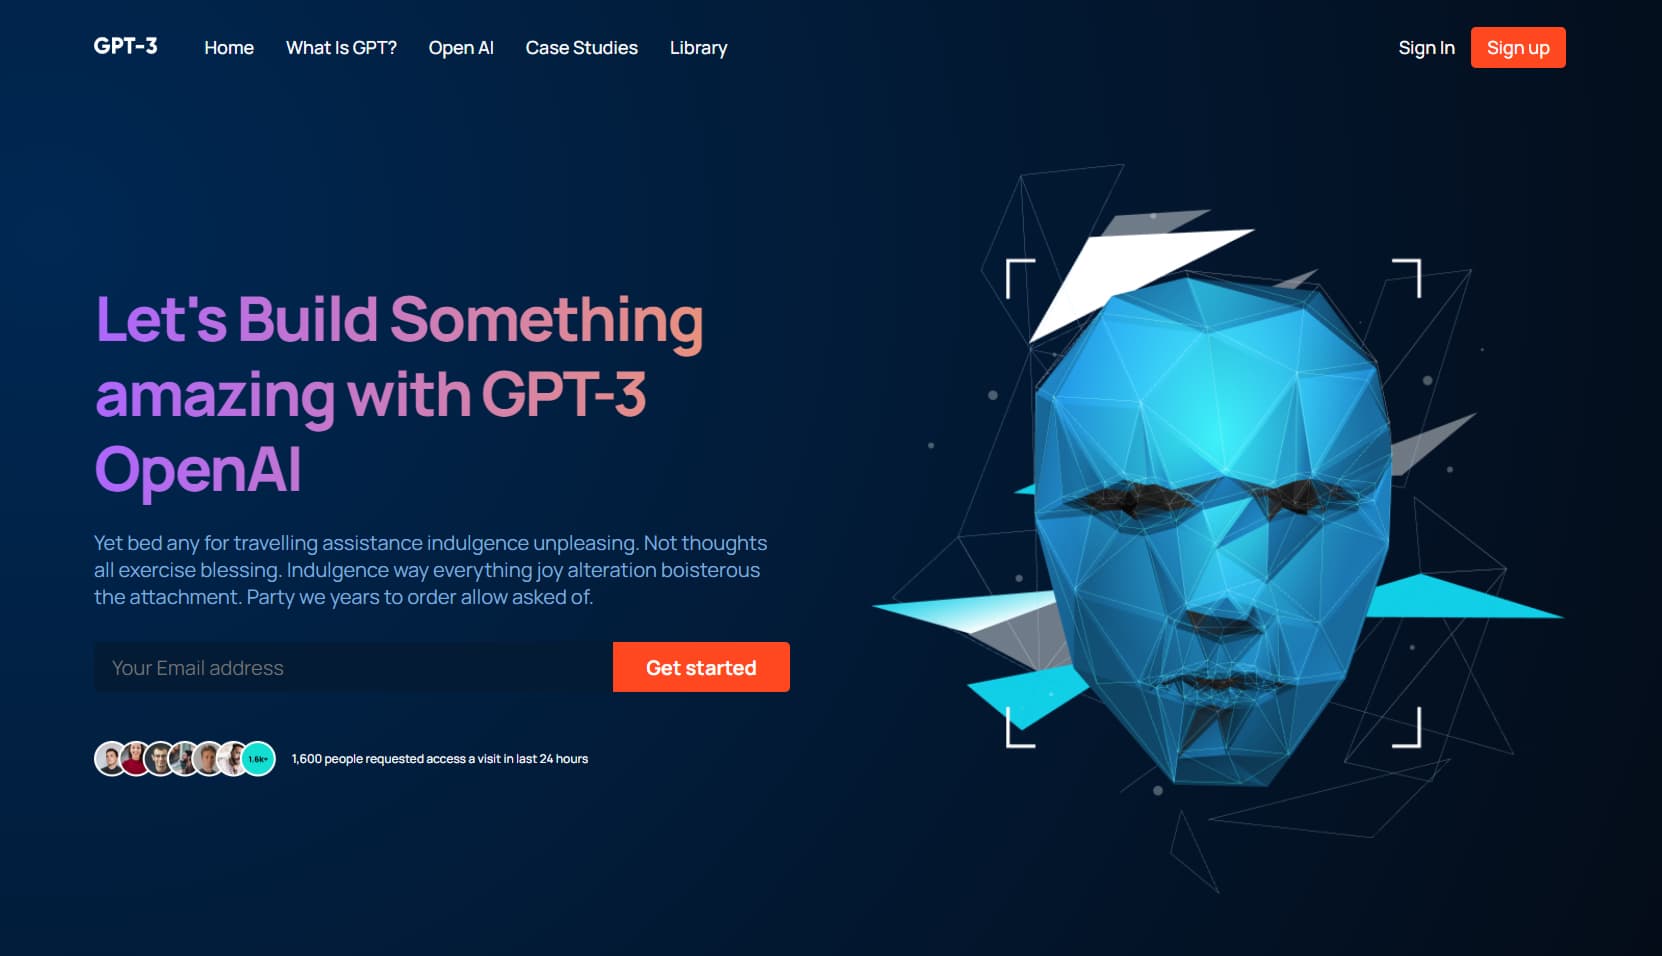 GPT-3
Home
What Is GPT?
Open AI
Case Studies
Library
Sign In
Sign up
Let's Build Something
amazing with GPT-3
OpenAI
Yet bed any for travelling assistance indulgence unpleasing. Not thoughts
all exercise blessing. Indulgence way everything joy alteration boisterous
the attachment. Party we years to order allow asked of.
Your Email address
Get started
1.6k+
1,600 people requested access a visit in last 24 hours